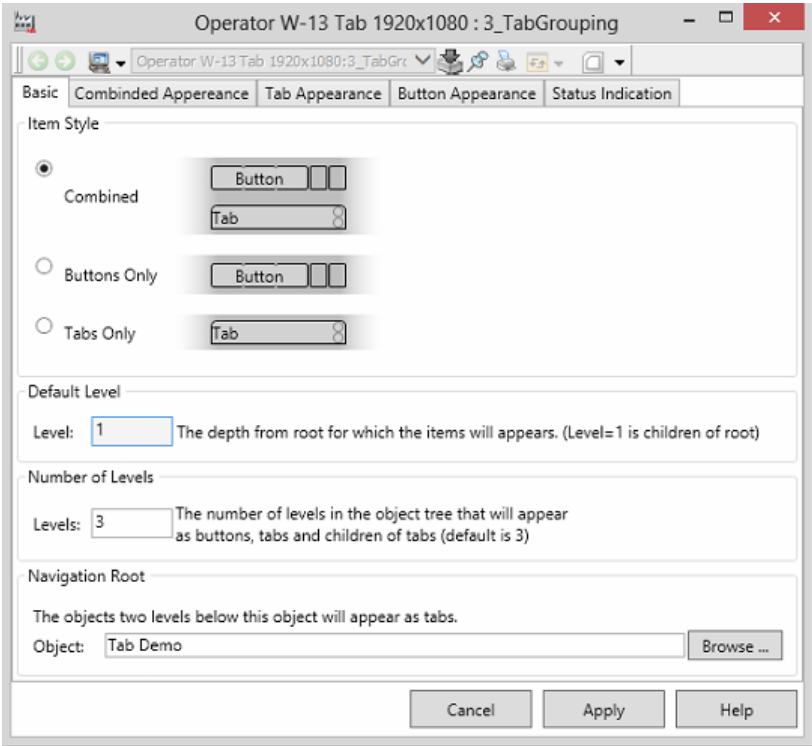 Operator W-13 Tab 1920x1080 : 3_TabGrouping
Operator W-13 Tab 1920x1080:3_TabGrc
Basic Combinded Appereance Tab Appearance Button Appearance Status Indication
Item Style
Combined
Button
Tab
Buttons Only
Button
Tabs Only
Tab
Default Level
Level: 1 The depth from root for which the items will appears. (Level=1 is children of root)
Number of Levels
Levels: 3 The number of levels in the object tree that will appear
as buttons, tabs and children of tabs (default is 3)
Navigation Root
The objects two levels below this object will appear as tabs.
Object: Tab Demo Browse ...
Cancel Apply Help